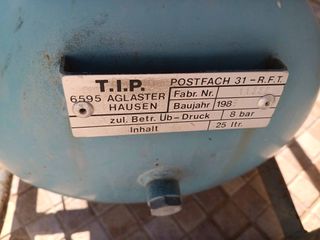 T.I.P. POSTFACH 31-R.F.T.
6595 AGLASTER
HAUSEN
Fabr. Nr.
Baujahr 198
zul. Betr. Üb-Druck 8 bar
Inhalt 25 ltr.